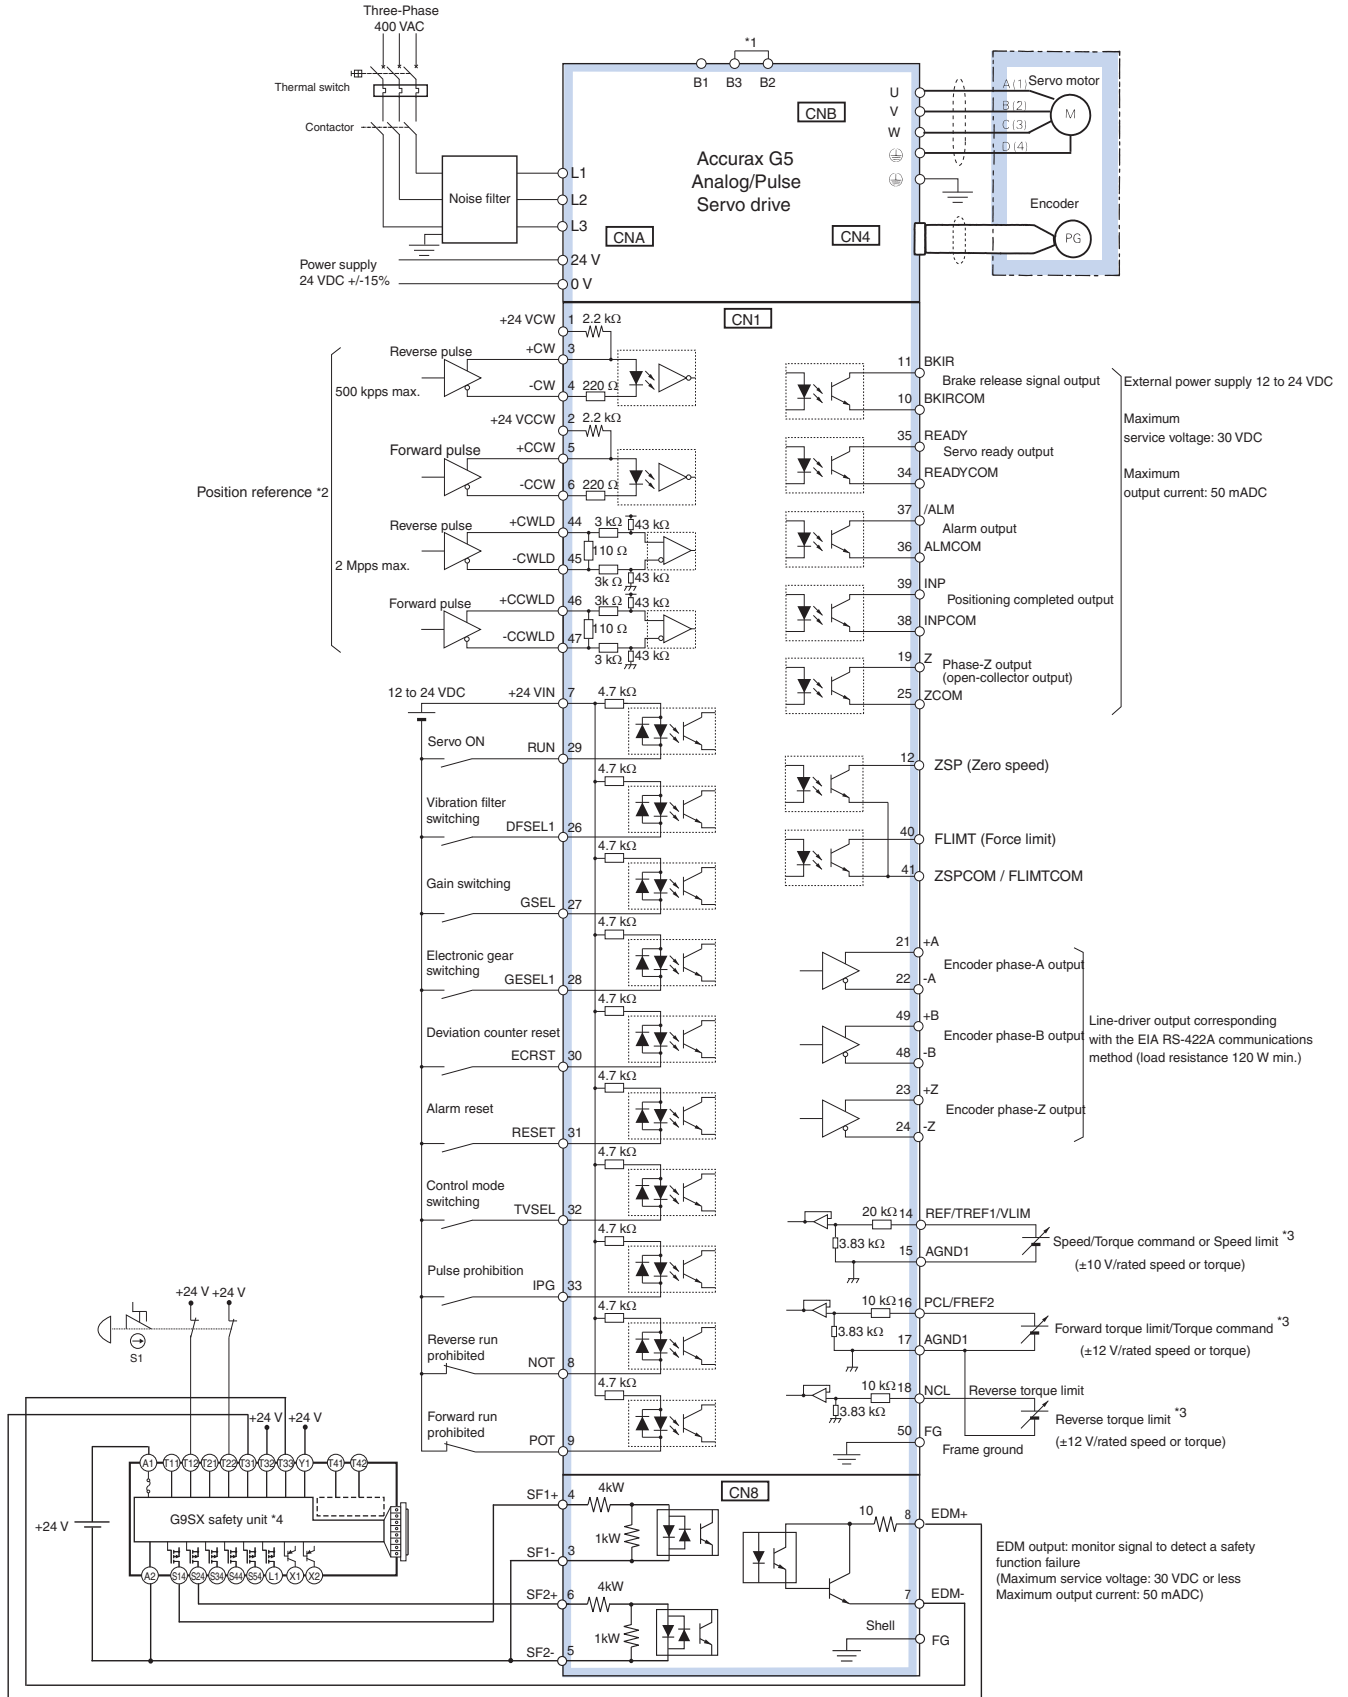 Three-Phase
400 VAC
Thermal switch
Contactor
Noise filter
L1
L2
L3
Power supply
24 VDC +/-15%
24 V
0 V
*1
B1 B3 B2
CNB
CNA
CN4
Accurax G5
Analog/Pulse
Servo drive
U
V
W
A (1)
B (2)
C (3)
D (4)
Servo motor
M
Encoder
PG
CN1
Position reference *2
+24 VCW 1 2.2 kΩ
Reverse pulse
+CW 3
-CW 4 220 Ω
500 kpps max.
+24 VCCW 2 2.2 kΩ
Forward pulse
+CCW 5
-CCW 6 220 Ω
Reverse pulse
+CWLD 44 3 kΩ 43 kΩ
110 Ω
-CWLD 45
3k Ω 43 kΩ
2 Mpps max.
Forward pulse
+CCWLD 46 3k Ω 43 kΩ
110 Ω
-CCWLD 47
3 kΩ 43 kΩ
12 to 24 VDC
+24 VIN 7 4.7 kΩ
Servo ON
RUN 29
4.7 kΩ
Vibration filter
switching
DFSEL1 26
4.7 kΩ
Gain switching
GSEL 27
4.7 kΩ
Electronic gear
switching
GESEL1 28
4.7 kΩ
Deviation counter reset
ECRST 30
4.7 kΩ
Alarm reset
RESET 31
4.7 kΩ
Control mode
switching
TVSEL 32
4.7 kΩ
Pulse prohibition
IPG 33
4.7 kΩ
Reverse run
prohibited
NOT 8
4.7 kΩ
Forward run
prohibited
POT 9
11 BKIR
Brake release signal output
10 BKIRCOM
35 READY
Servo ready output
34 READYCOM
37 /ALM
Alarm output
36 ALMCOM
39 INP
Positioning completed output
38 INPCOM
19 Z
Phase-Z output
(open-collector output)
25 ZCOM
External power supply 12 to 24 VDC
Maximum
service voltage: 30 VDC
Maximum
output current: 50 mADC
12 ZSP (Zero speed)
40 FLIMT (Force limit)
41 ZSPCOM / FLIMTCOM
21 +A
Encoder phase-A output
22 -A
49 +B
Encoder phase-B output
48 -B
23 +Z
Encoder phase-Z output
24 -Z
Line-driver output corresponding
with the EIA RS-422A communications
method (load resistance 120 W min.)
20 kΩ 14 REF/TREF1/VLIM
3.83 kΩ
15 AGND1
Speed/Torque command or Speed limit *3
(±10 V/rated speed or torque)
10 kΩ 16 PCL/FREF2
3.83 kΩ
17 AGND1
Forward torque limit/Torque command *3
(±12 V/rated speed or torque)
10 kΩ 18 NCL
3.83 kΩ
Reverse torque limit
Reverse torque limit *3
(±12 V/rated speed or torque)
50 FG
Frame ground
+24 V +24 V
S1
+24 V +24 V
A1 T11 T12 T21 T22 T31 T32 T33 Y1 T41 T42
+24 V
G9SX safety unit *4
A2 S14 S24 S34 S44 S54 L1 X1 X2
CN8
SF1+ 4 4kW
1kW
SF1- 3
SF2+ 6 4kW
1kW
SF2- 5
10 8 EDM+
7 EDM-
Shell
FG
EDM output: monitor signal to detect a safety
function failure
(Maximum service voltage: 30 VDC or less
Maximum output current: 50 mADC)